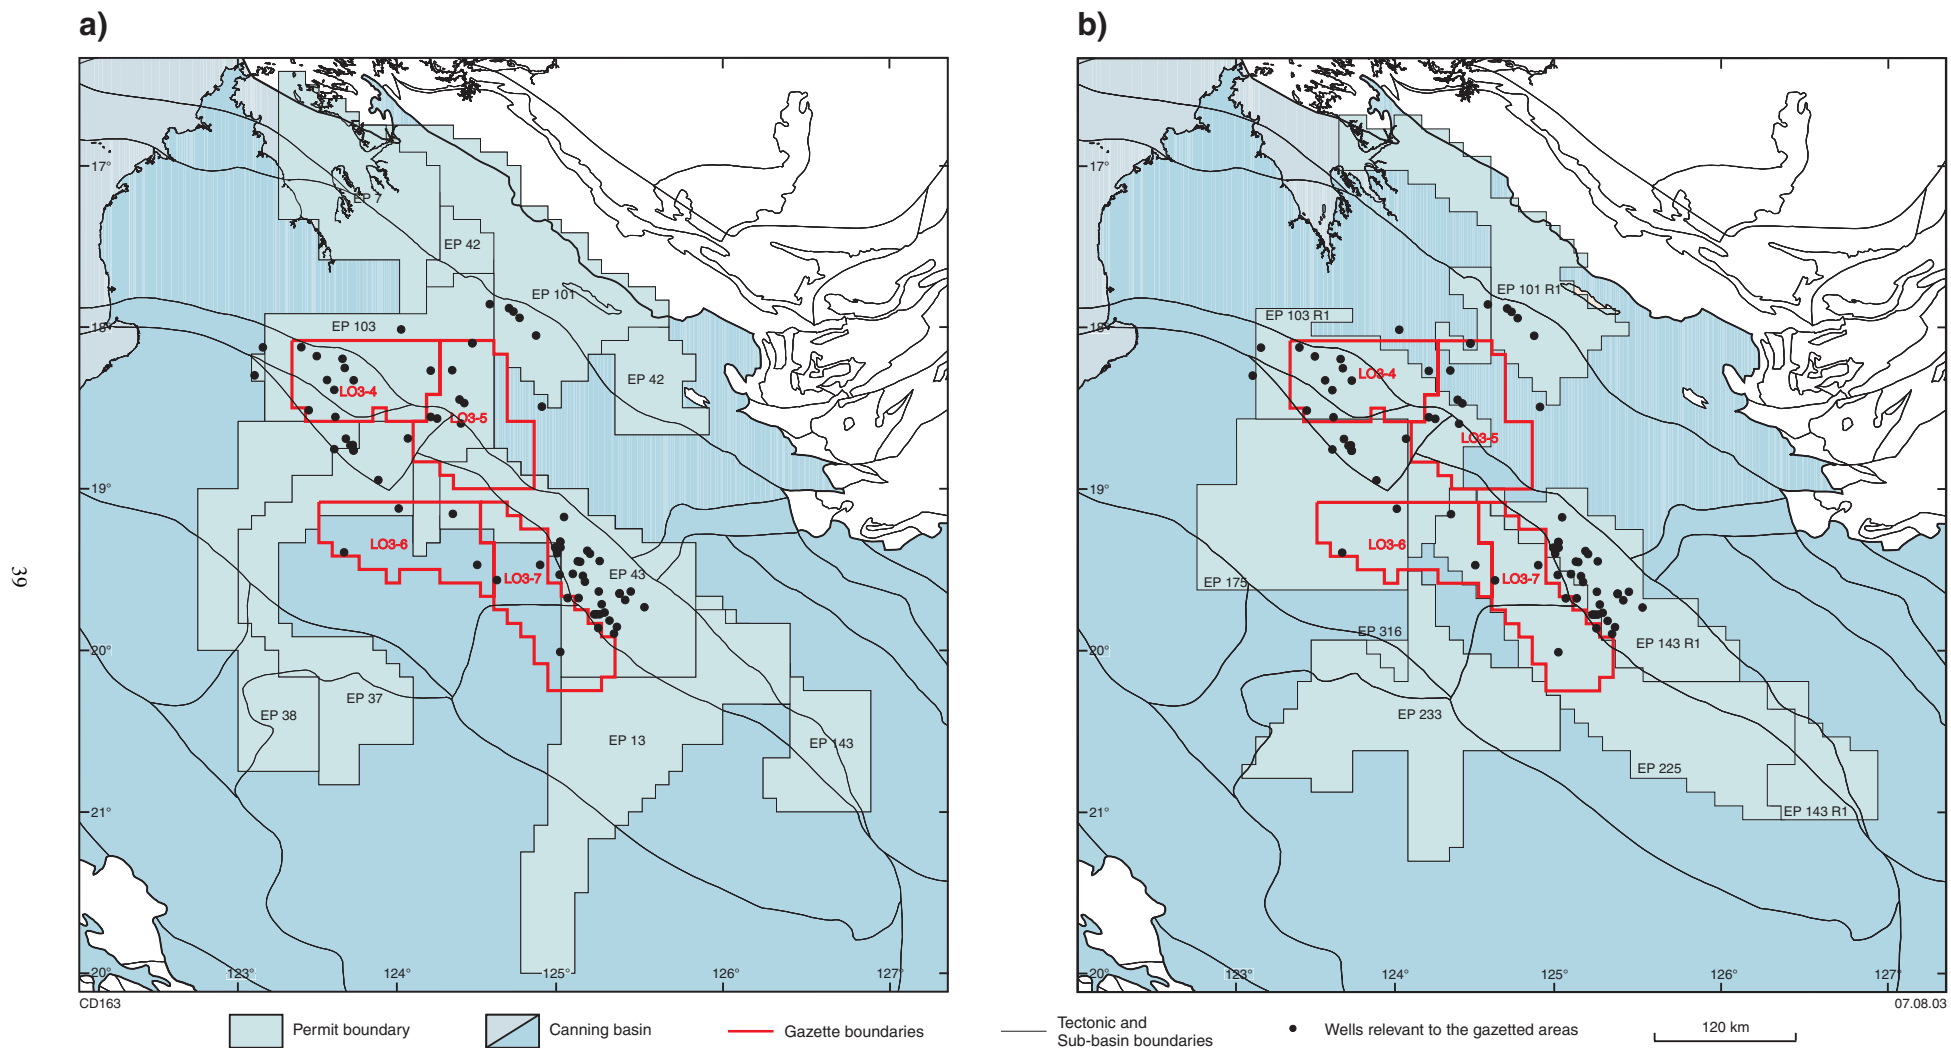 a)
17°
18°
19°
20°
21°
20°
123°
124°
125°
126°
127°
EP 7
EP 42
EP 101
EP 103
EP 42
LO3-4
LO3-5
LO3-6
LO3-7
EP 43
EP 38
EP 37
EP 13
EP 143
CD163
b)
17°
18°
19°
20°
21°
20°
123°
124°
125°
126°
127°
EP 101 R1
EP 103 R1
LO3-4
LO3-5
LO3-6
LO3-7
EP 175
EP 316
EP 143 R1
EP 233
EP 225
EP 143 R1
07.08.03
39
Permit boundary
Canning basin
Gazette boundaries
Tectonic and
Sub-basin boundaries
Wells relevant to the gazetted areas
120 km